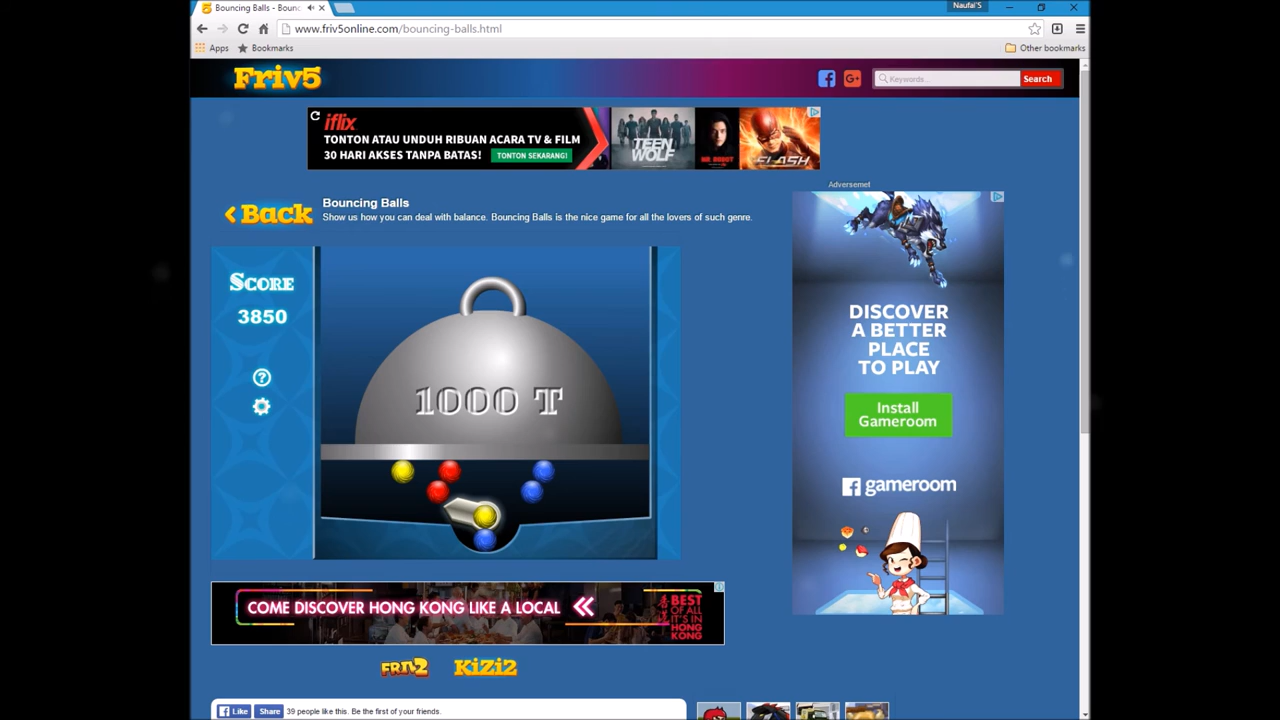 Bouncing Balls - Bounc
Naufal'S
www.friv5online.com/bouncing-balls.html
Apps
Bookmarks
Other bookmarks
Friv5
Keywords..
Search
iflix
TONTON ATAU UNDUH RIBUAN ACARA TV & FILM
30 HARI AKSES TANPA BATAS!
TONTON SEKARANG!
TEEN
WOLF
MR. ROBOT
FLASH
Adversemet
Back
Bouncing Balls
Show us how you can deal with balance. Bouncing Balls is the nice game for all the lovers of such genre.
SCORE
3850
1000 T
DISCOVER
A BETTER
PLACE
TO PLAY
Install
Gameroom
gameroom
COME DISCOVER HONG KONG LIKE A LOCAL
BEST
OF ALL
IT'S IN
HONG
KONG
FRIV2
KiZi2
Like
Share
39 people like this. Be the first of your friends.